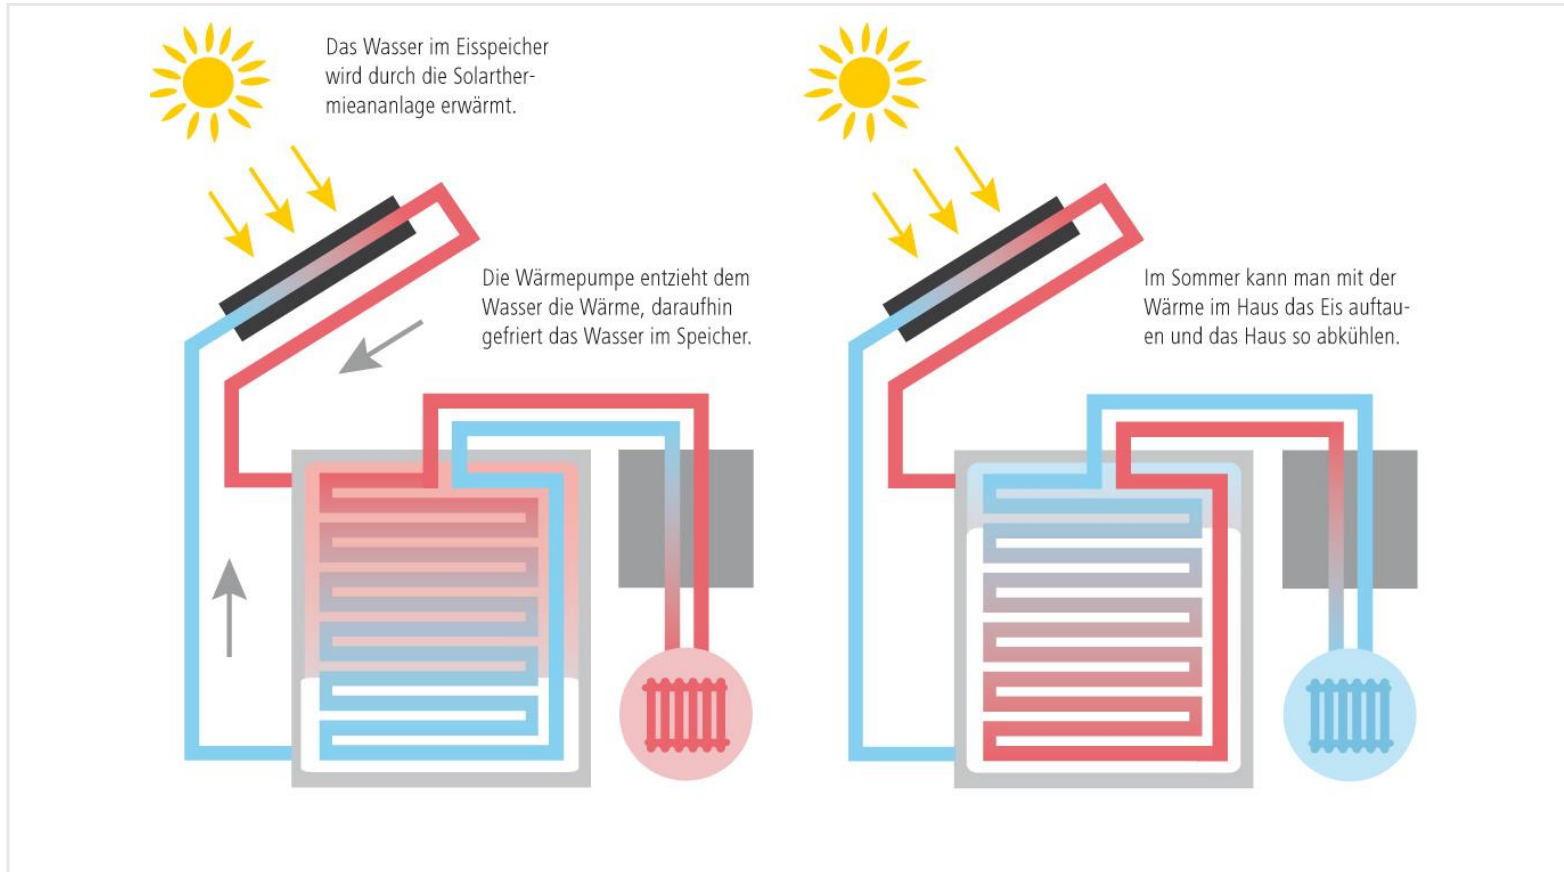 Das Wasser im Eisspeicher
wird durch die Solarther-
mieananlage erwärmt.
Die Wärmepumpe entzieht dem
Wasser die Wärme, daraufhin
gefriert das Wasser im Speicher.
Im Sommer kann man mit der
Wärme im Haus das Eis auftau-
en und das Haus so abkühlen.